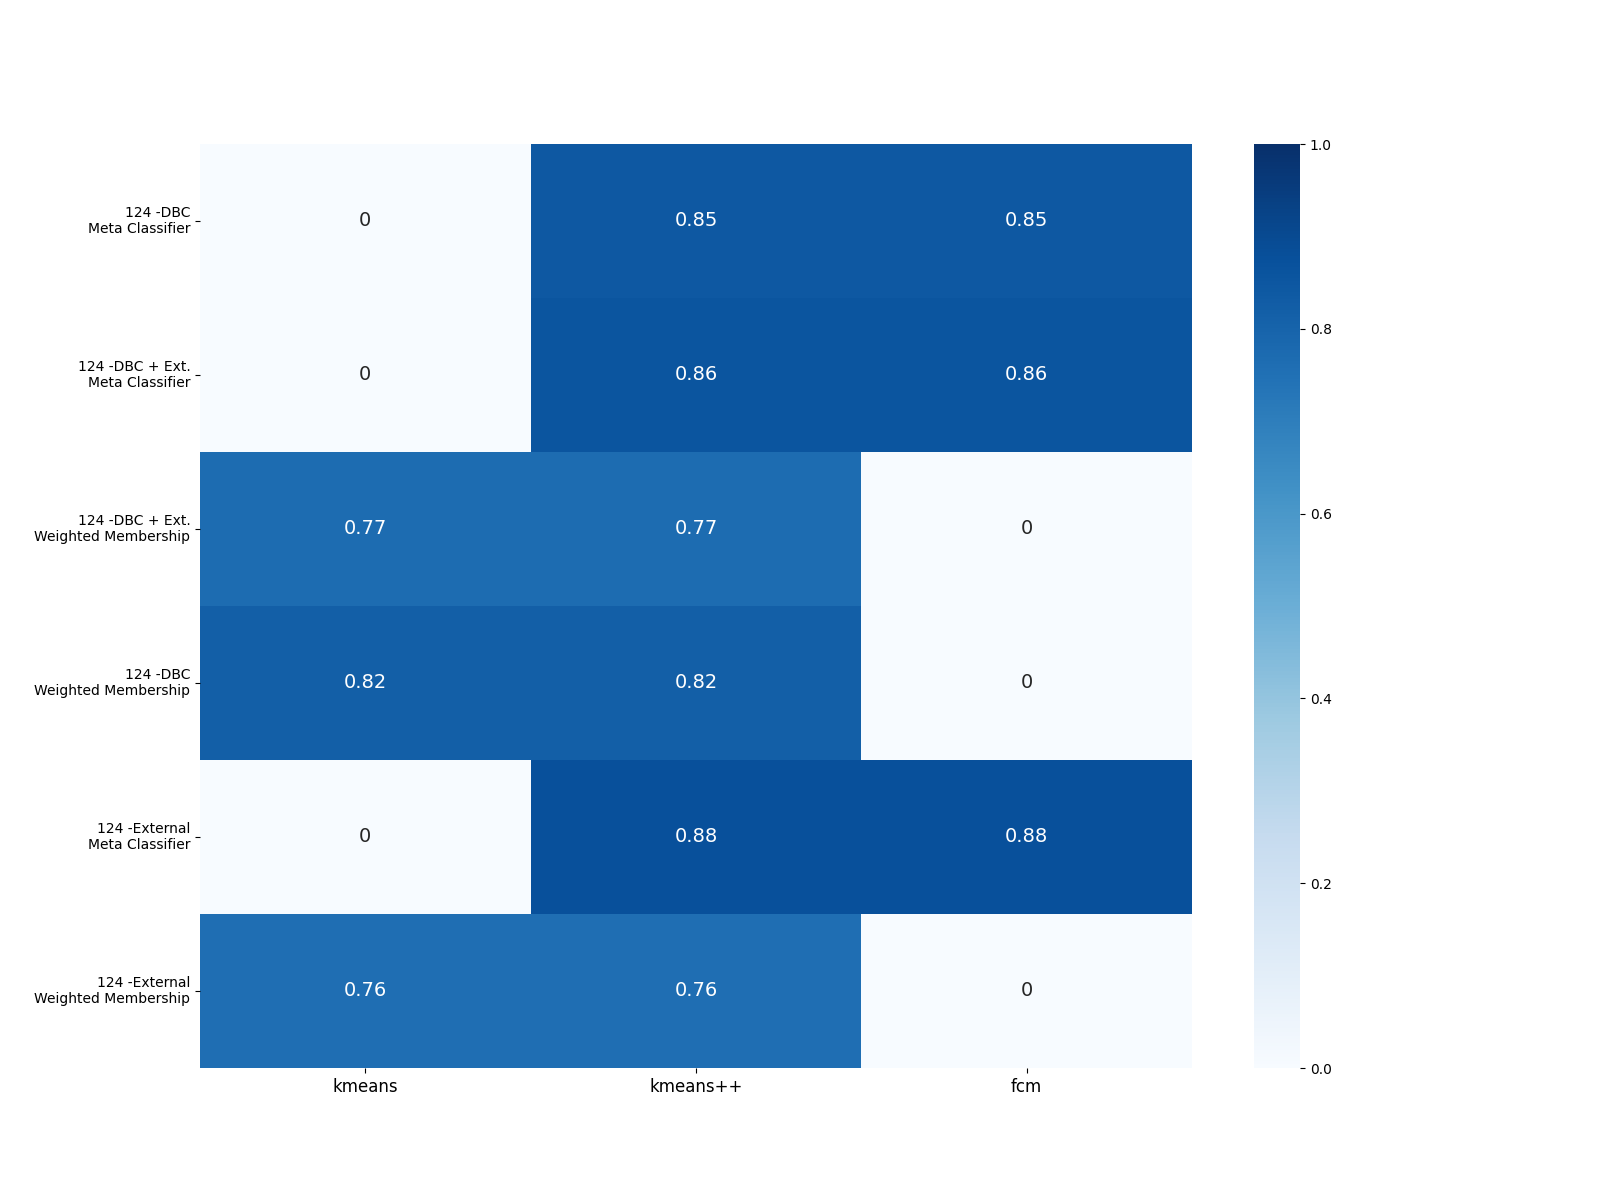 124 -DBC
Meta Classifier
0
0.85
0.85
124 -DBC + Ext.
Meta Classifier
0
0.86
0.86
124 -DBC + Ext.
Weighted Membership
0.77
0.77
0
124 -DBC
Weighted Membership
0.82
0.82
0
124 -External
Meta Classifier
0
0.88
0.88
124 -External
Weighted Membership
0.76
0.76
0
kmeans
kmeans++
fcm
1.0
0.8
0.6
0.4
0.2
0.0